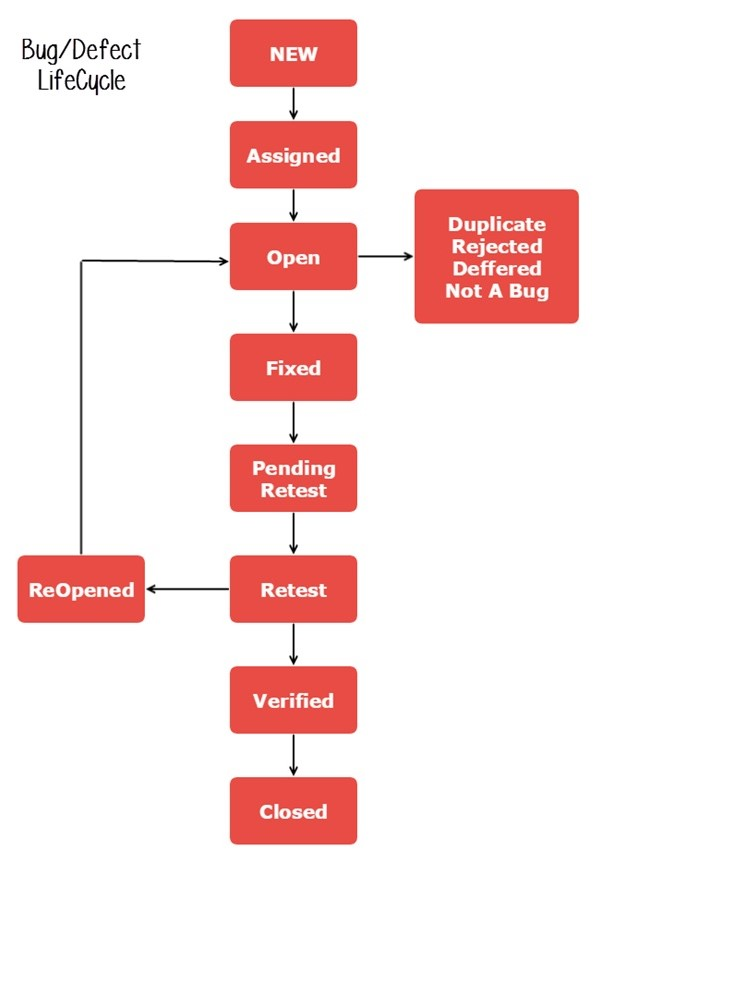 Bug/Defect
LifeCycle
NEW
Assigned
Open
Duplicate
Rejected
Deffered
Not A Bug
Fixed
Pending
Retest
ReOpened
Retest
Verified
Closed